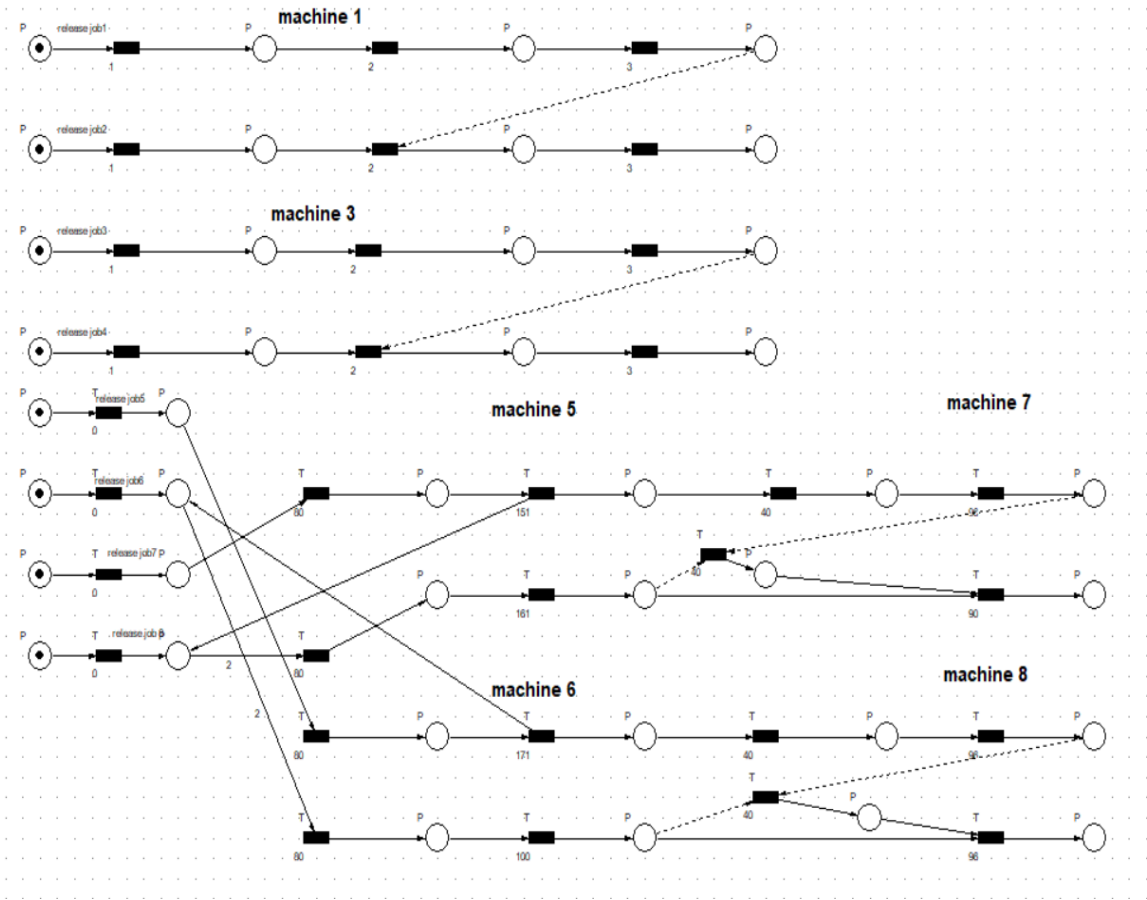 machine 1
P release job1 P P P
1 2 3
P release job2 P P P
1 2 3
machine 3
P release job3 P P P
1 2 3
P release job4 P P P
1 2 3
P T release job5 P
0
machine 5
machine 7
P T release job6 P T P T P T P T P
0 80 151 40
P T release job7 P
0
T P
40
P T P T P
161 90
P T release job P T
0 2 80
machine 6
machine 8
2
T P T P T P T P
80 171 40
T P
40
T P T P T P
80 100 96